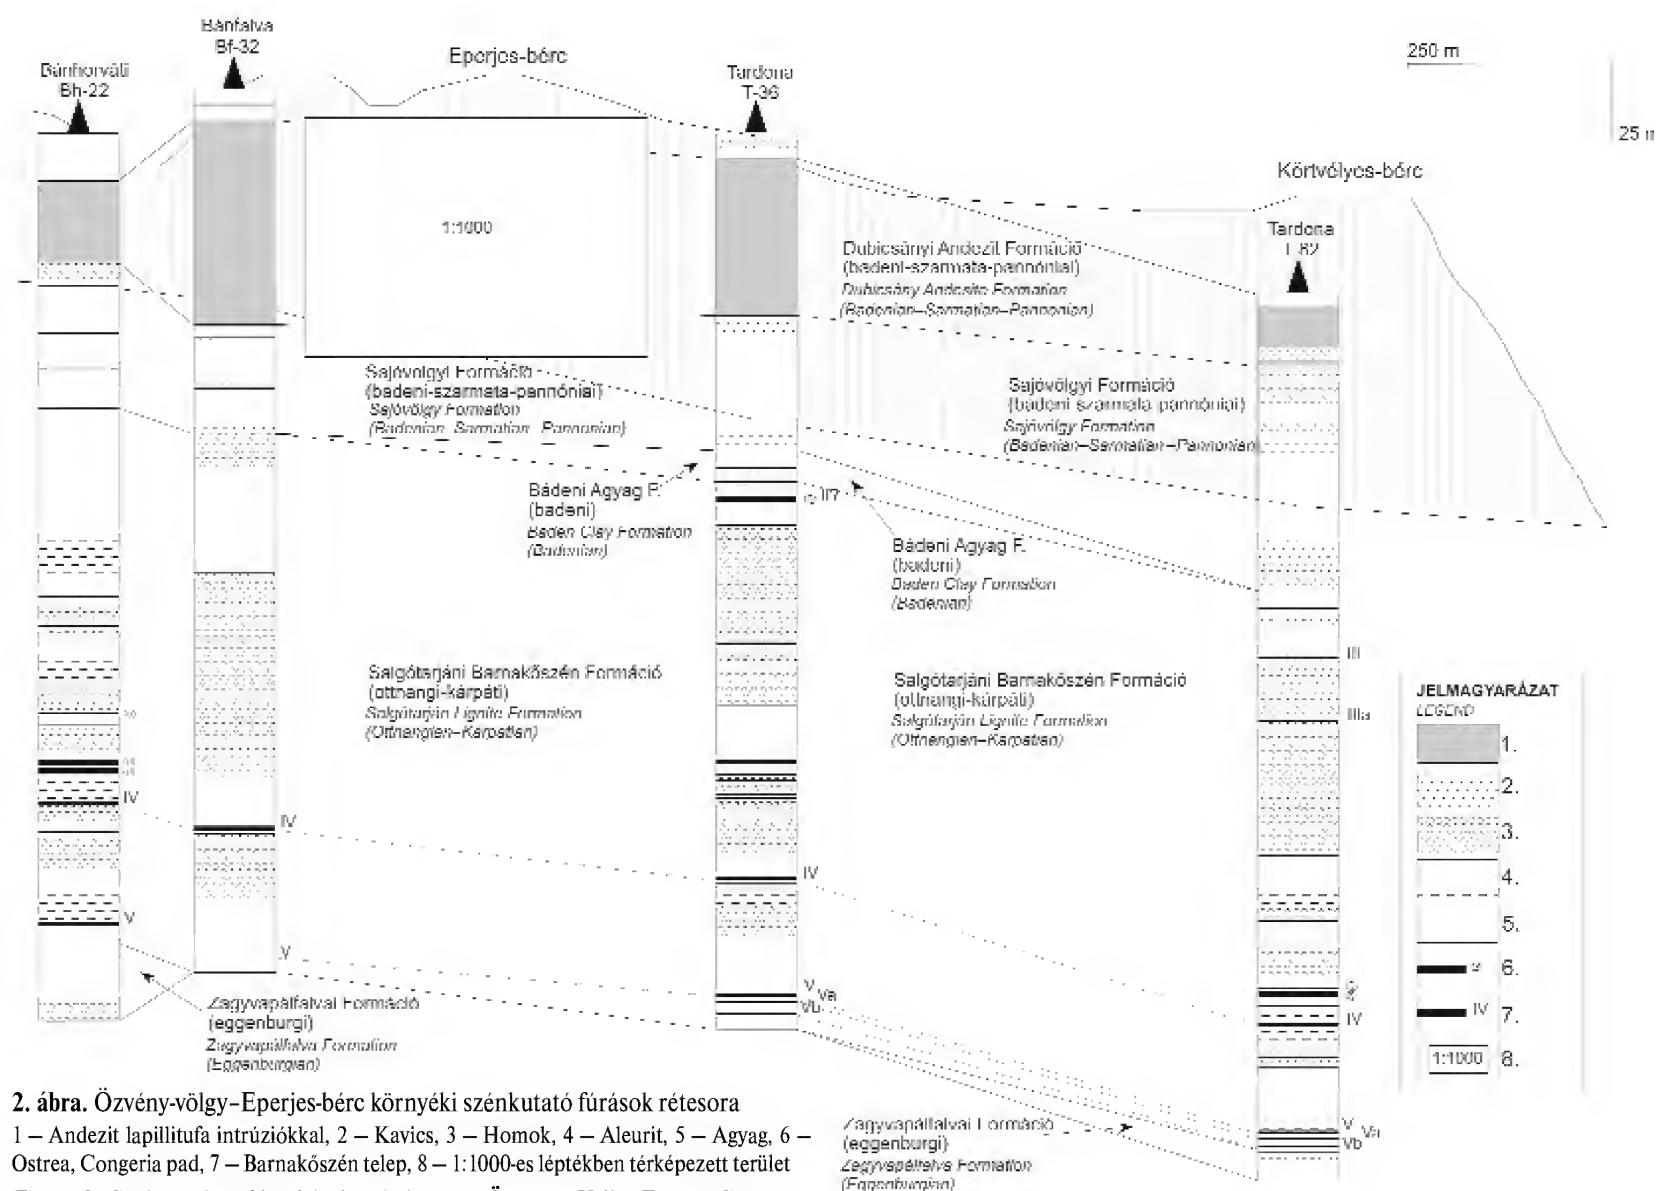 Bánhorváti
Bh-22
Bánfalva
Bf-32
Eperjes-bérc
Tardona
T-36
250 m
25 m
Körtvélyes-bérc
Tardona
T-62
1:1000
Dubicsányi Andezit Formáció
(badeni-szarmata-pannóniai)
Dubicsány Andesite Formation
(Badenian–Sarmatian–Pannonian)
Sajóvölgyi Formáció
(badeni-szarmata-pannóniai)
Sajóvölgy Formation
(Badenian–Sarmatian–Pannonian)
Sajóvölgyi Formáció
(badeni-szarmata-pannóniai)
Sajóvölgy Formation
(Badenian–Sarmatian–Pannonian)
Bádeni Agyag F.
(badeni)
Baden Clay Formation
(Badenian)
II?
Bádeni Agyag F.
(badeni)
Baden Clay Formation
(Badenian)
Salgótarjáni Barnakőszén Formáció
(ottnangi-kárpáti)
Salgótarján Lignite Formation
(Ottnangien–Karpatian)
Salgótarjáni Barnakőszén Formáció
(ottnangi-kárpáti)
Salgótarján Lignite Formation
(Ottnangien–Karpatian)
III
IIIa
IV
IV
IV
IV
V
V
V
Va
Vb
V
Va
Vb
Zagyvapálfalvai Formáció
(eggenburgi)
Zagyvapálfalva Formation
(Eggenburgian)
Zagyvapálfalvai Formáció
(eggenburgi)
Zagyvapálfalva Formation
(Eggenburgian)
JELMAGYARÁZAT
LEGEND
1.
2.
3.
4.
5.
6.
IV 7.
1:1000 8.
2. ábra. Özvény-völgy–Eperjes-bérc környéki szénkutató fúrások rétesora
1 – Andezit lapillitufa intrúziókkal, 2 – Kavics, 3 – Homok, 4 – Aleurit, 5 – Agyag, 6 –
Ostrea, Congeria pad, 7 – Barnakőszén telep, 8 – 1:1000-es léptékben térképezett terület